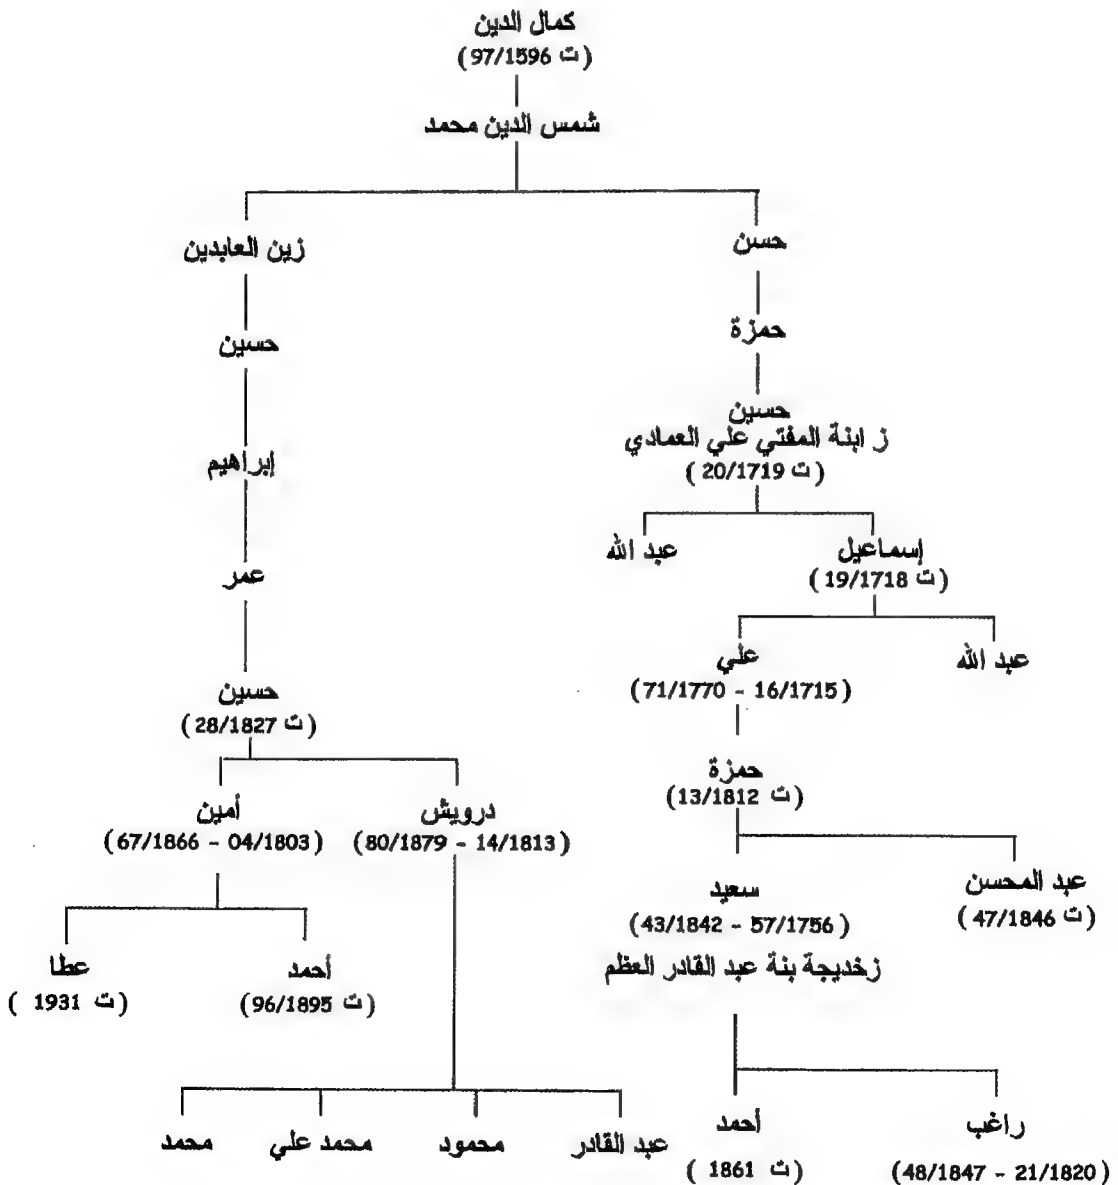 كمال الدين
(ت 97/1596)
شمس الدين محمد
حسن
زين العابدين
حمزة
حسين
حسين
ز ابنة المفتي علي العمادي
(ت 20/1719)
إبراهيم
عبد الله
إسماعيل
(ت 19/1718)
عمر
عبد الله
علي
(71/1770 - 16/1715)
حسين
(ت 28/1827)
حمزة
(ت 13/1812)
درويش
(80/1879 - 14/1813)
أمين
(67/1866 - 04/1803)
عبد المحسن
(ت 47/1846)
سعيد
(43/1842 - 57/1756)
زخديجة بنة عبد القادر العظم
أحمد
(ت 96/1895)
عطا
(ت 1931)
راغب
(48/1847 - 21/1820)
أحمد
(ت 1861)
عبد القادر
محمود
محمد علي
محمد